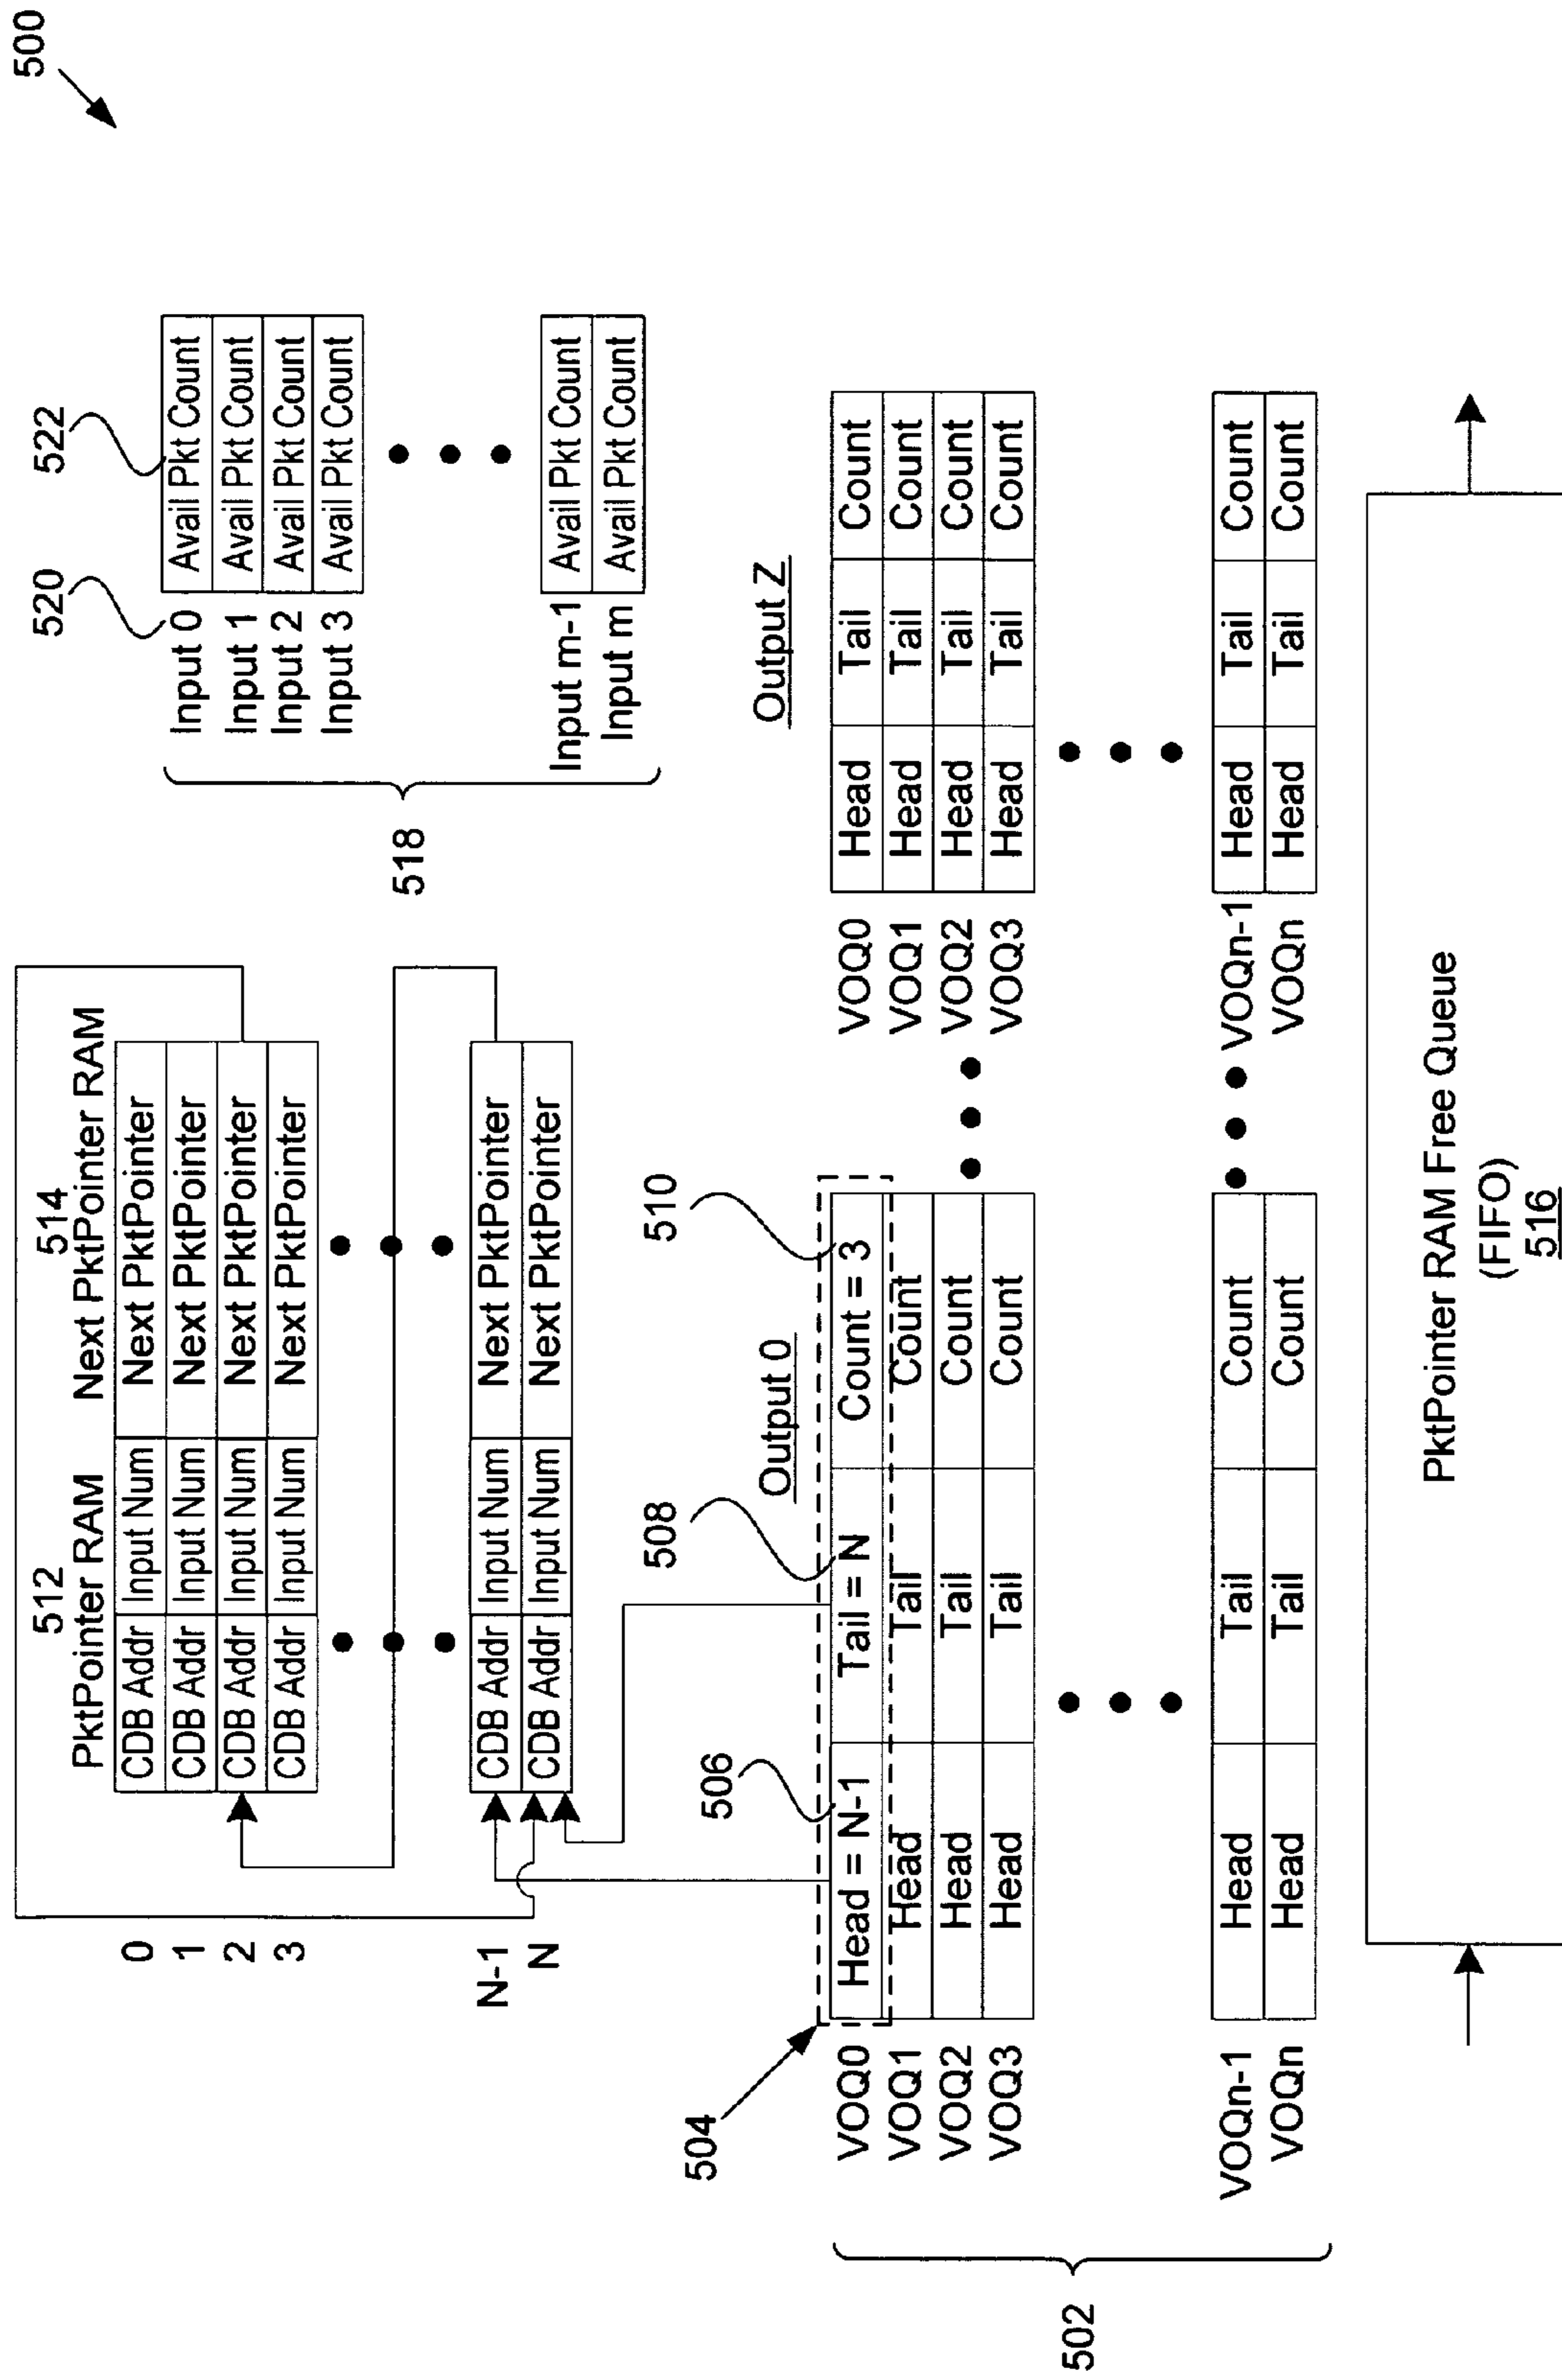 500
512
PktPointer RAM
514
Next PktPointer RAM
0 CDB Addr Input Num Next PktPointer
1 CDB Addr Input Num Next PktPointer
2 CDB Addr Input Num Next PktPointer
3 CDB Addr Input Num Next PktPointer
N-1 CDB Addr Input Num Next PktPointer
N CDB Addr Input Num Next PktPointer
520
522
Input 0 Avail Pkt Count
Input 1 Avail Pkt Count
Input 2 Avail Pkt Count
Input 3 Avail Pkt Count
Input m-1 Avail Pkt Count
Input m Avail Pkt Count
518
504
506
508
510
Output 0
VOQ0 Head = N-1 Tail = N Count = 3
VOQ1 Head Tail Count
VOQ2 Head Tail Count
VOQ3 Head Tail Count
VOQn-1 Head Tail Count
VOQn Head Tail Count
Output Z
VOQ0 Head Tail Count
VOQ1 Head Tail Count
VOQ2 Head Tail Count
VOQ3 Head Tail Count
VOQn-1 Head Tail Count
VOQn Head Tail Count
502
PktPointer RAM Free Queue
(FIFO)
516